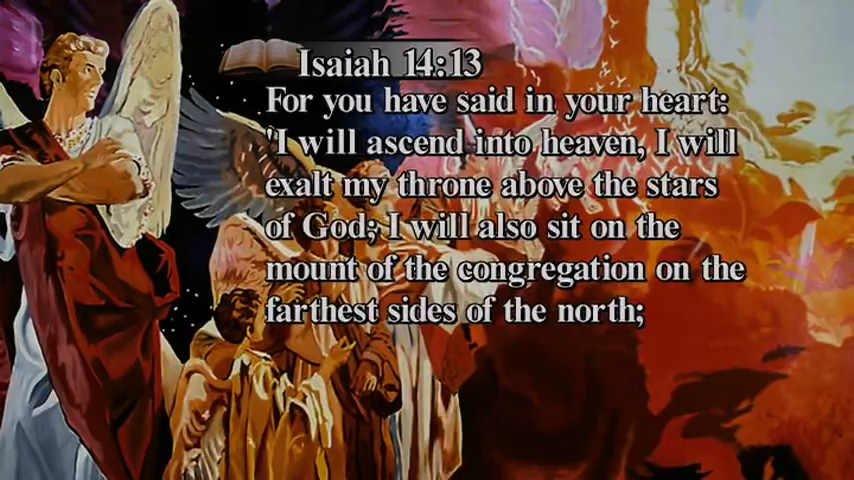 Isaiah 14:13
For you have said in your heart:
'I will ascend into heaven, I will
exalt my throne above the stars
of God; I will also sit on the
mount of the congregation on the
farthest sides of the north;